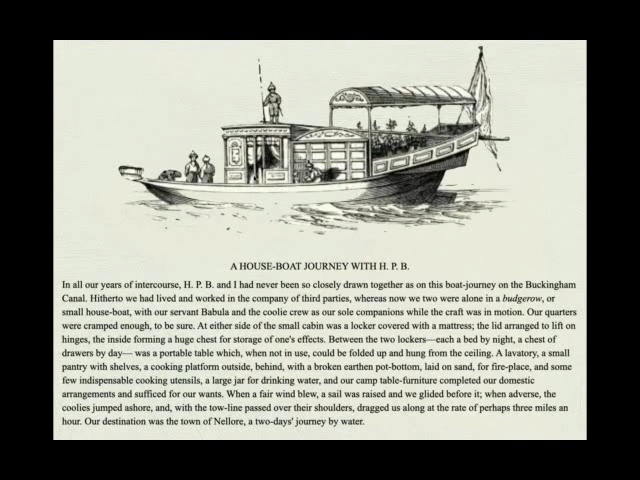 A HOUSE-BOAT JOURNEY WITH H. P. B.
In all our years of intercourse, H. P. B. and I had never been so closely drawn together as on this boat-journey on the Buckingham
Canal. Hitherto we had lived and worked in the company of third parties, whereas now we two were alone in a budgerow, or
small house-boat, with our servant Babula and the coolie crew as our sole companions while the craft was in motion. Our quarters
were cramped enough, to be sure. At either side of the small cabin was a locker covered with a mattress; the lid arranged to lift on
hinges, the inside forming a huge chest for storage of one's effects. Between the two lockers—each a bed by night, a chest of
drawers by day— was a portable table which, when not in use, could be folded up and hung from the ceiling. A lavatory, a small
pantry with shelves, a cooking platform outside, behind, with a broken earthen pot-bottom, laid on sand, for fire-place, and some
few indispensable cooking utensils, a large jar for drinking water, and our camp table-furniture completed our domestic
arrangements and sufficed for our wants. When a fair wind blew, a sail was raised and we glided before it; when adverse, the
coolies jumped ashore, and, with the tow-line passed over their shoulders, dragged us along at the rate of perhaps three miles an
hour. Our destination was the town of Nellore, a two-days' journey by water.